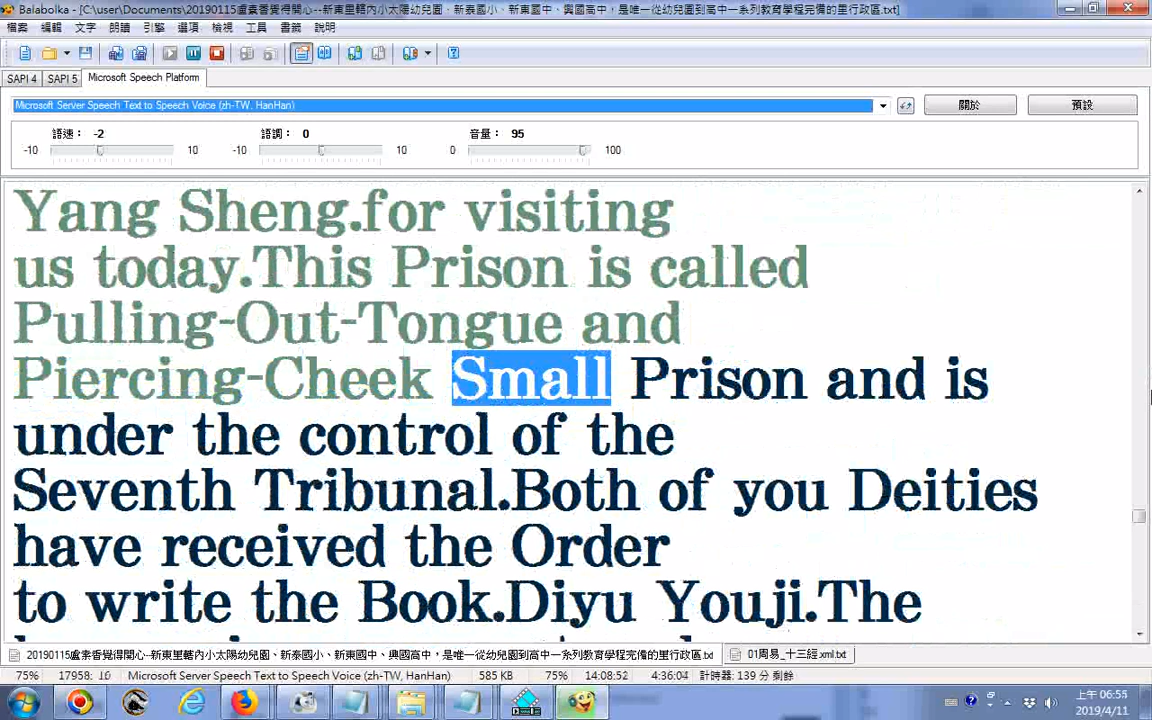 Balabolka - [C:\user\Documents\20190115盧素香覺得開心--新東里轄內小太陽幼兒園、新泰國小、新東國中、興國高中，是唯一從幼兒園到高中一系列教育學程完備的里行政區.txt]
檔案 編輯 文字 朗讀 引擎 選項 檢視 工具 書籤 說明
SAPI 4 SAPI 5 Microsoft Speech Platform
Microsoft Server Speech Text to Speech Voice (zh-TW, HanHan) 關於 預設
語速： -2 語調： 0 音量： 95
-10 10 -10 10 0 100
Yang Sheng.for visiting
us today.This Prison is called
Pulling-Out-Tongue and
Piercing-Cheek Small Prison and is
under the control of the
Seventh Tribunal.Both of you Deities
have received the Order
to write the Book.Diyu Youji.The
20190115盧素香覺得開心--新東里轄內小太陽幼兒園、新泰國小、新東國中、興國高中，是唯一從幼兒園到高中一系列教育學程完備的里行政區.txt 01周易_十三經.xml.txt
75% 17958: 10 Microsoft Server Speech Text to Speech Voice (zh-TW, HanHan) 585 KB 75% 14:08:52 4:36:04 計時器: 139 分 剩餘
上午 06:55
2019/4/11